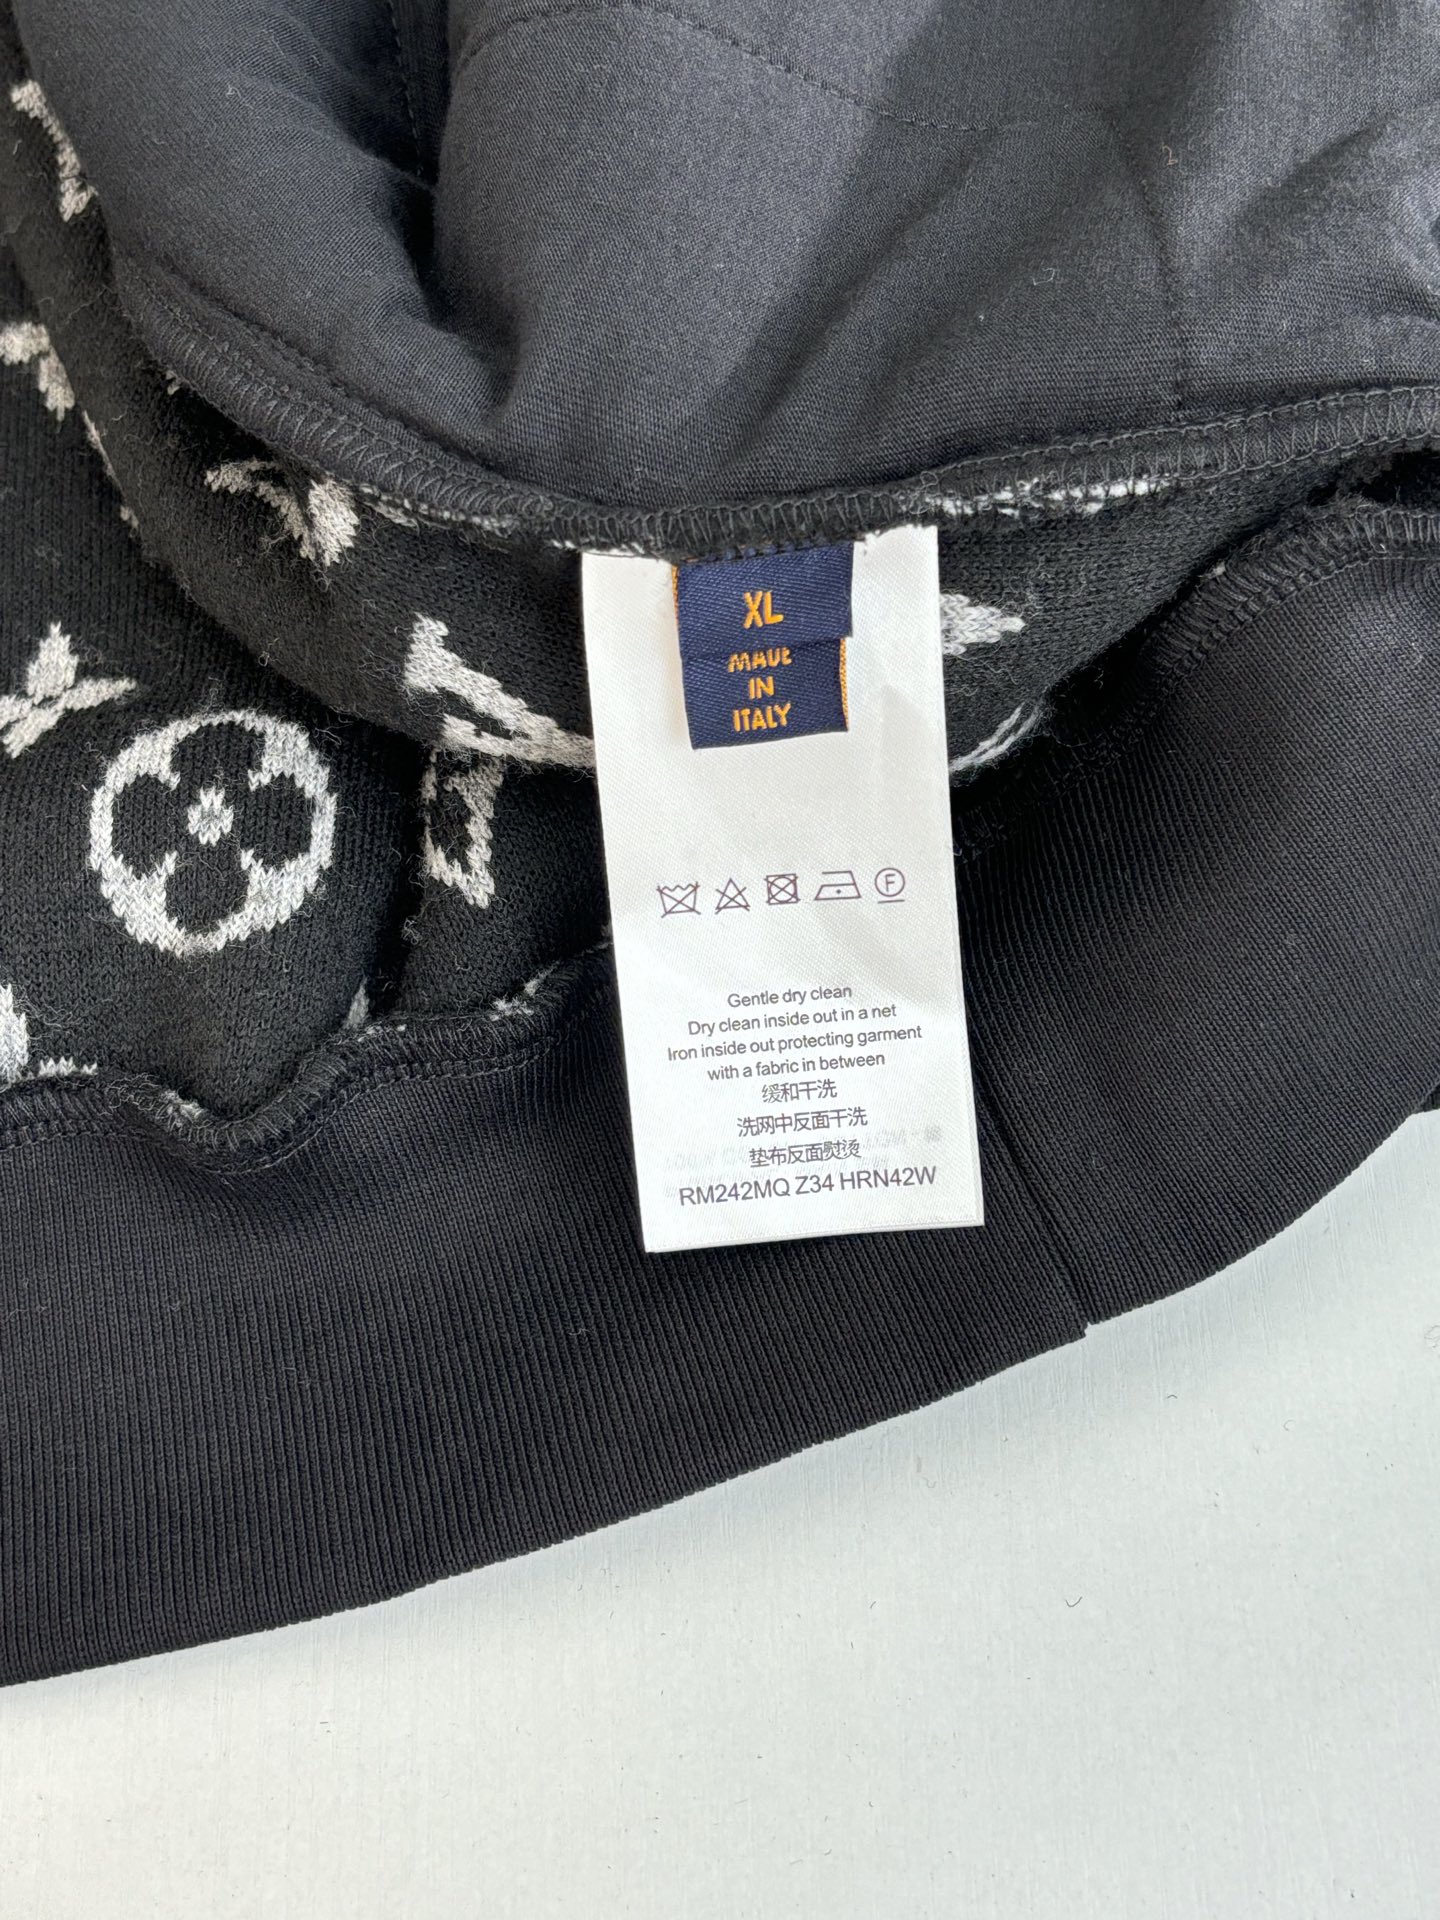 XL
MADE
IN
ITALY
F
Gentle dry clean
Dry clean inside out in a net
Iron inside out protecting garment
with a fabric in between
缓和干洗
洗网中反面干洗
垫布反面熨烫
RM242MQ Z34 HRN42W